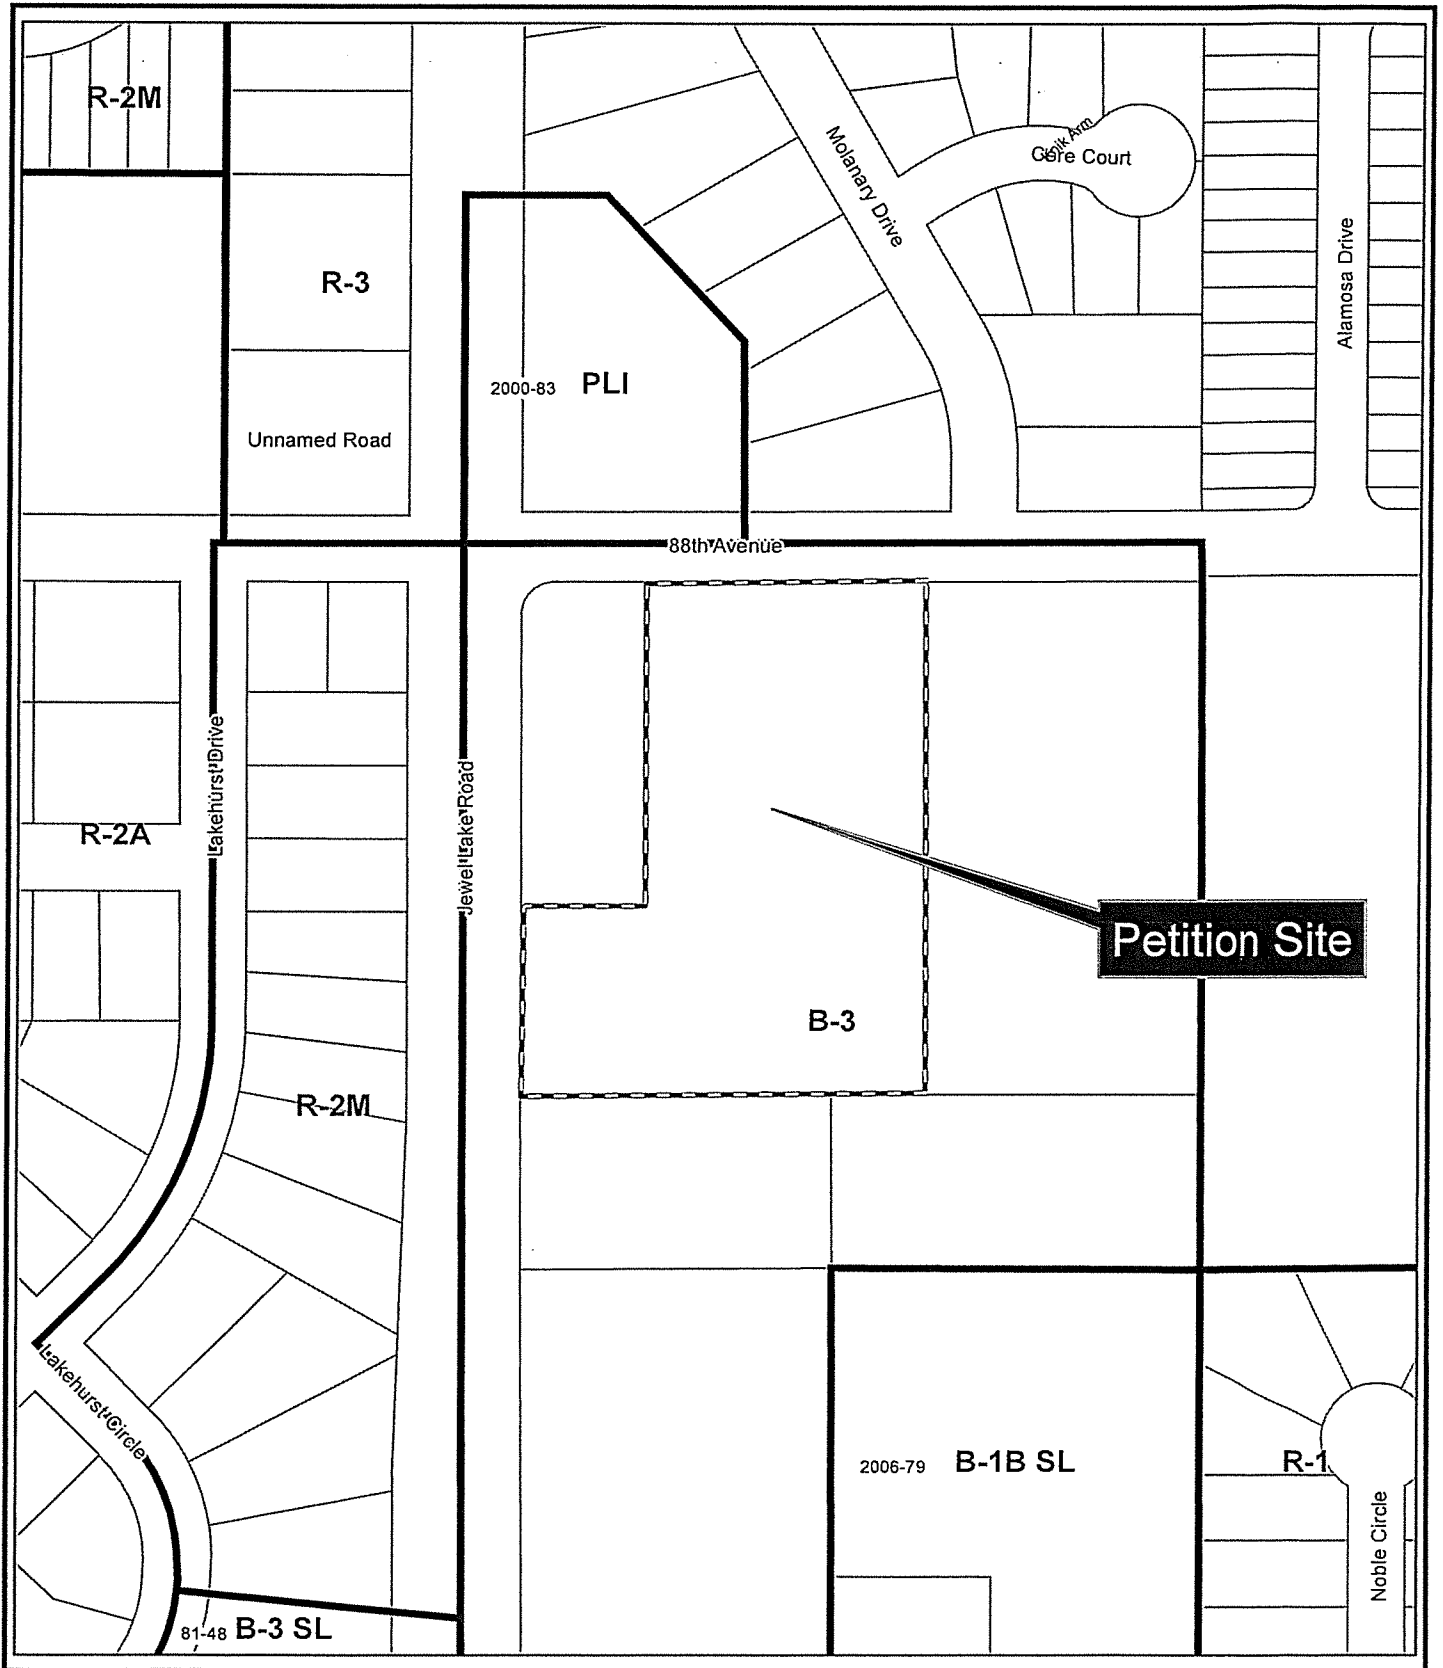 R-2M
Core Court
Molanary Drive
Alamosa Drive
R-3
2000-83 PLI
Unnamed Road
88th Avenue
Lakehurst Drive
Jewel Lake Road
R-2A
Petition Site
B-3
R-2M
Lakehurst Circle
2006-79 B-1B SL
R-1
Noble Circle
81-48 B-3 SL